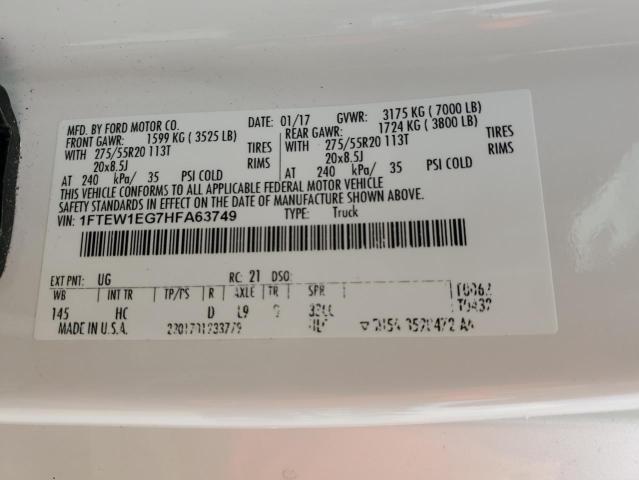 MFD. BY FORD MOTOR CO. DATE: 01/17 GVWR: 3175 KG ( 7000 LB)
FRONT GAWR: 1599 KG ( 3525 LB) REAR GAWR: 1724 KG ( 3800 LB)
WITH 275/55R20 113T TIRES WITH 275/55R20 113T TIRES
20x8.5J RIMS 20x8.5J RIMS
AT 240 kPa/ 35 PSI COLD AT 240 kPa/ 35 PSI COLD
THIS VEHICLE CONFORMS TO ALL APPLICABLE FEDERAL MOTOR VEHICLE
SAFETY STANDARDS IN EFFECT ON THE DATE OF MANUFACTURE SHOWN ABOVE
VIN: 1FTEW1EG7HFA63749 TYPE: Truck
EXT PNT: UG RC: 21 DSO:
WB INT TR TP/PS R AXLE TR SPR
145 HC D L9
MADE IN U.S.A.